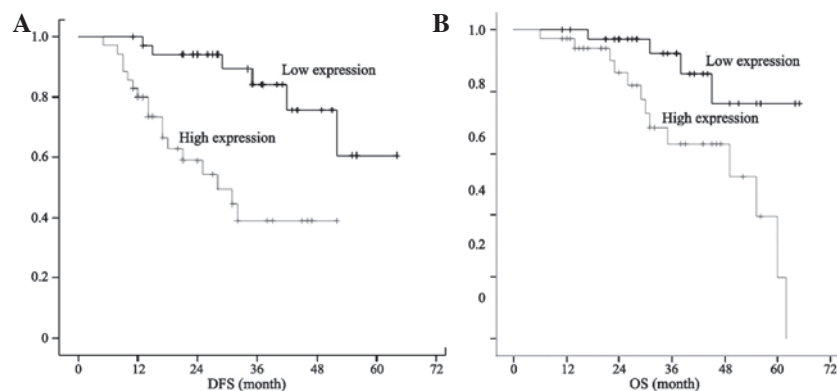 A
1.0
0.8
0.6
0.4
0.2
0
Low expression
High expression
0 12 24 36 48 60 72
DFS (month)
B
1.0
0.8
0.6
0.4
0.2
0
Low expression
High expression
0 12 24 36 48 60 72
OS (month)